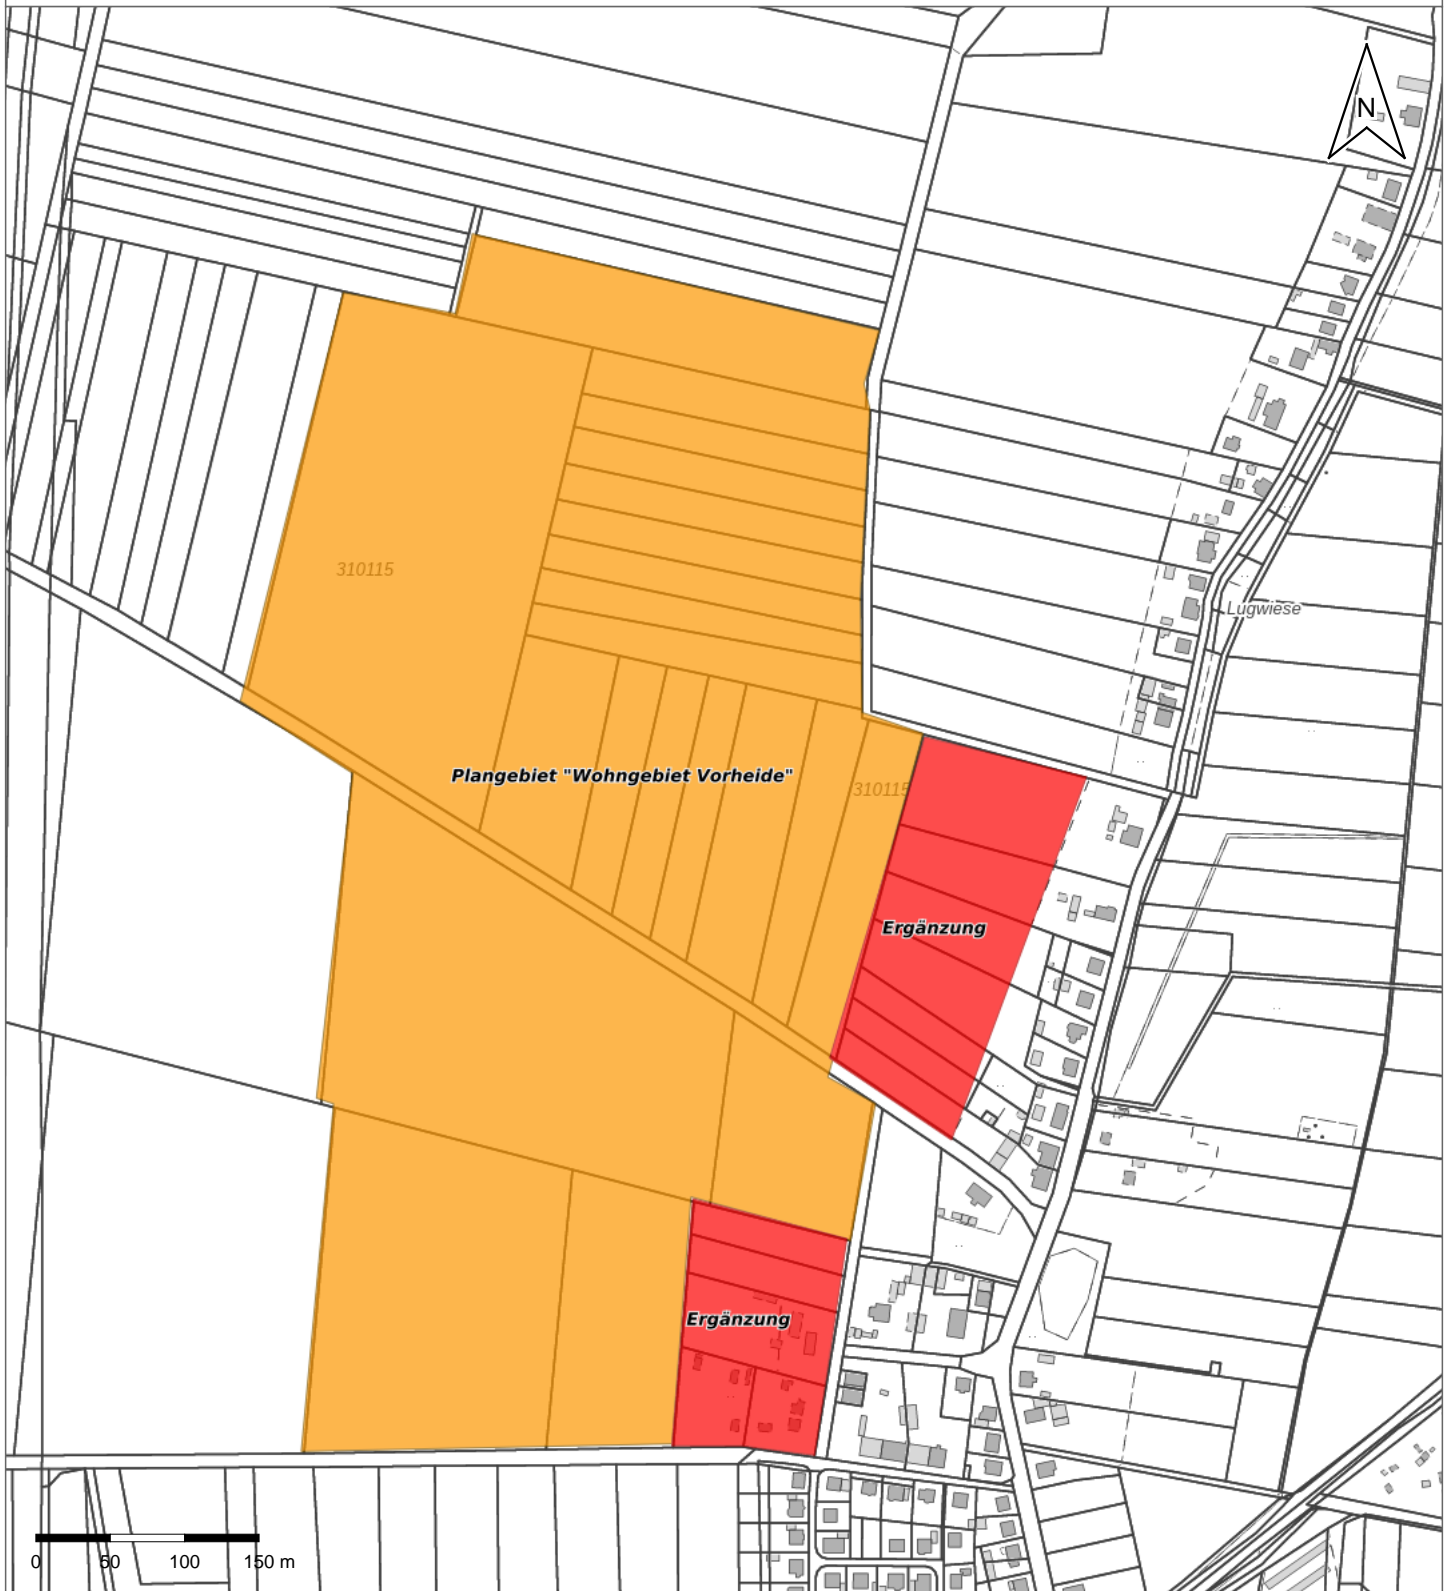 N
310115
Lugwiese
Plangebiet "Wohngebiet Vorheide"
310115
Ergänzung
Ergänzung
0 50 100 150 m